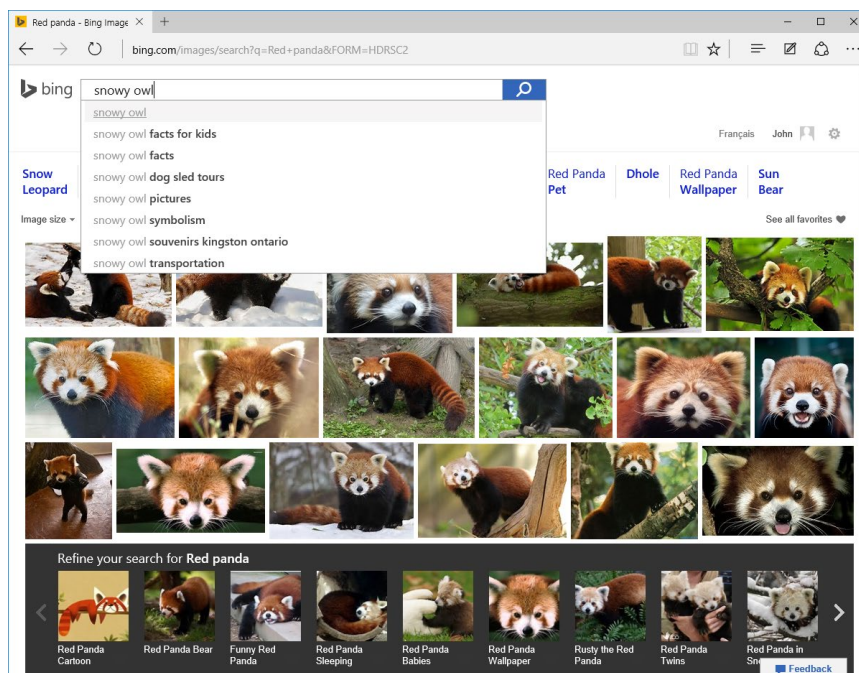 Red panda - Bing Image
bing.com/images/search?q=Red+panda&FORM=HDRSC2
bing
snowy owl
snowy owl
snowy owl facts for kids
snowy owl facts
snowy owl dog sled tours
snowy owl pictures
snowy owl symbolism
snowy owl souvenirs kingston ontario
snowy owl transportation
Français John
Snow
Leopard
Red Panda
Pet
Dhole
Red Panda
Wallpaper
Sun
Bear
Image size
See all favorites
Refine your search for Red panda
Red Panda
Cartoon
Red Panda Bear
Funny Red
Panda
Red Panda
Sleeping
Red Panda
Babies
Red Panda
Wallpaper
Rusty the Red
Panda
Red Panda
Twins
Red Panda in
Feedback